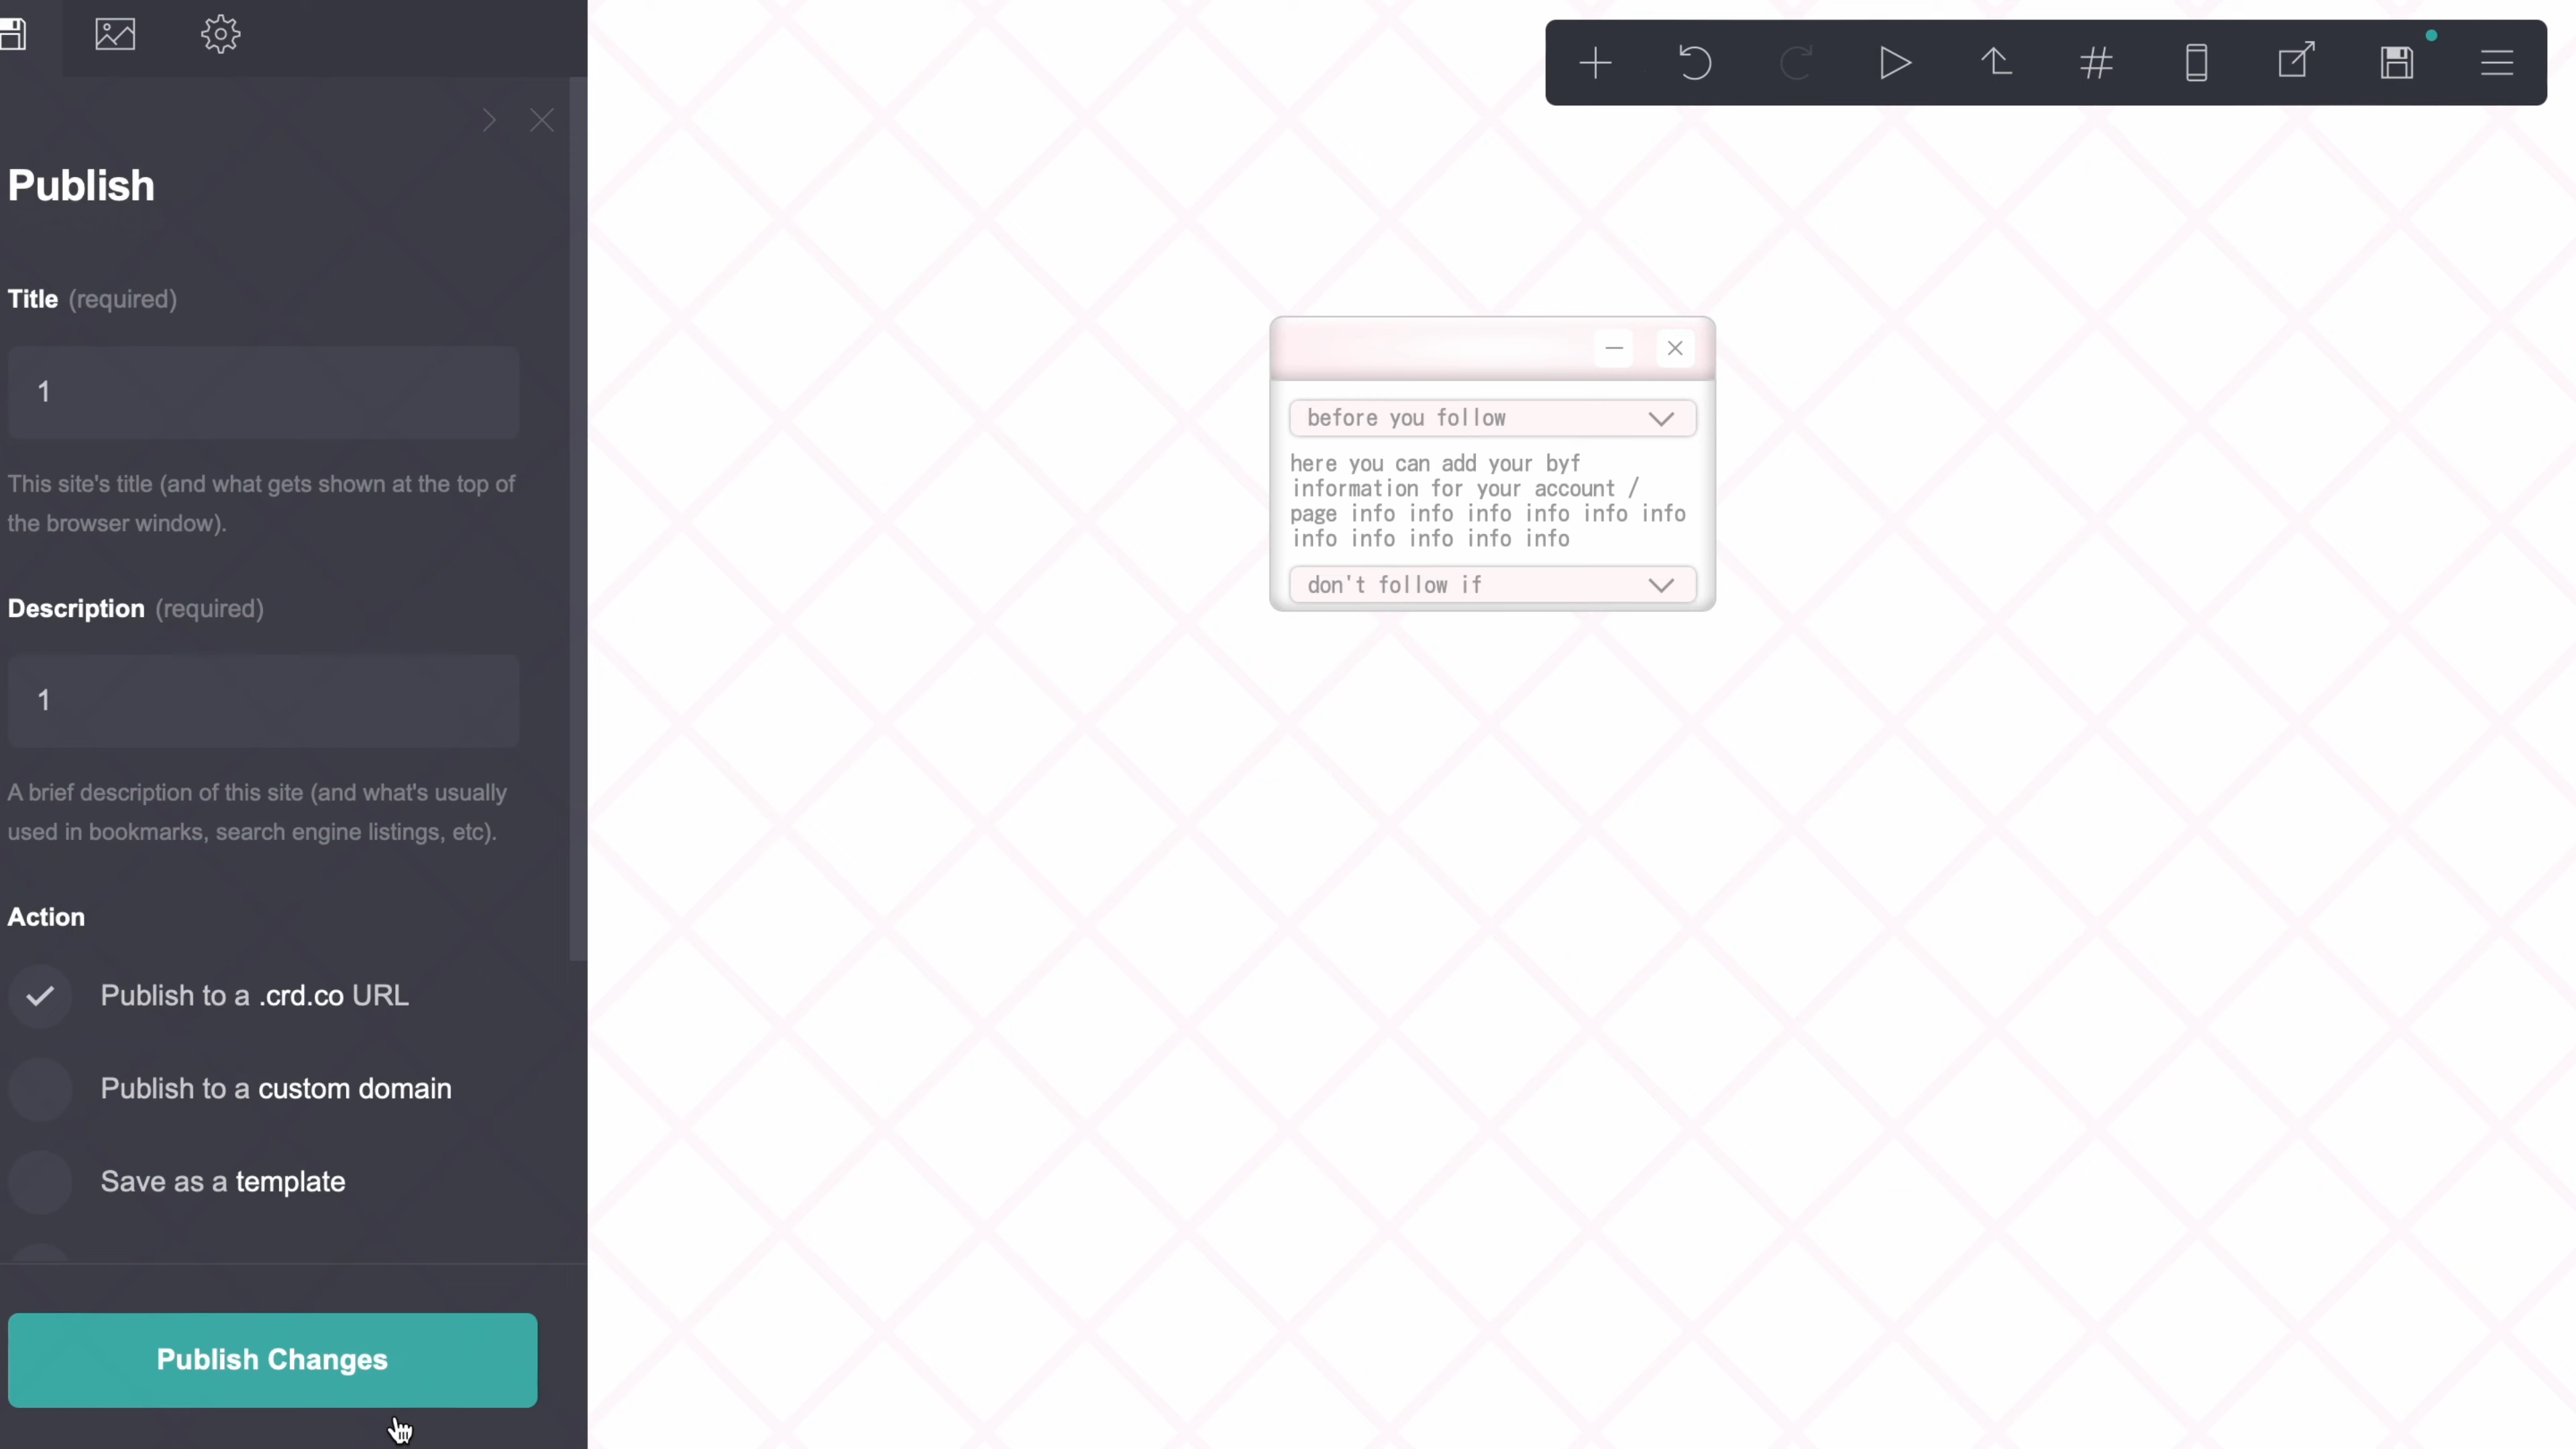 Publish
Title (required)
1
This site's title (and what gets shown at the top of
the browser window).
Description (required)
1
A brief description of this site (and what's usually
used in bookmarks, search engine listings, etc).
Action
Publish to a .crd.co URL
Publish to a custom domain
Save as a template
Publish Changes
before you follow
here you can add your byf
information for your account /
page info info info info info info
info info info info info
don't follow if